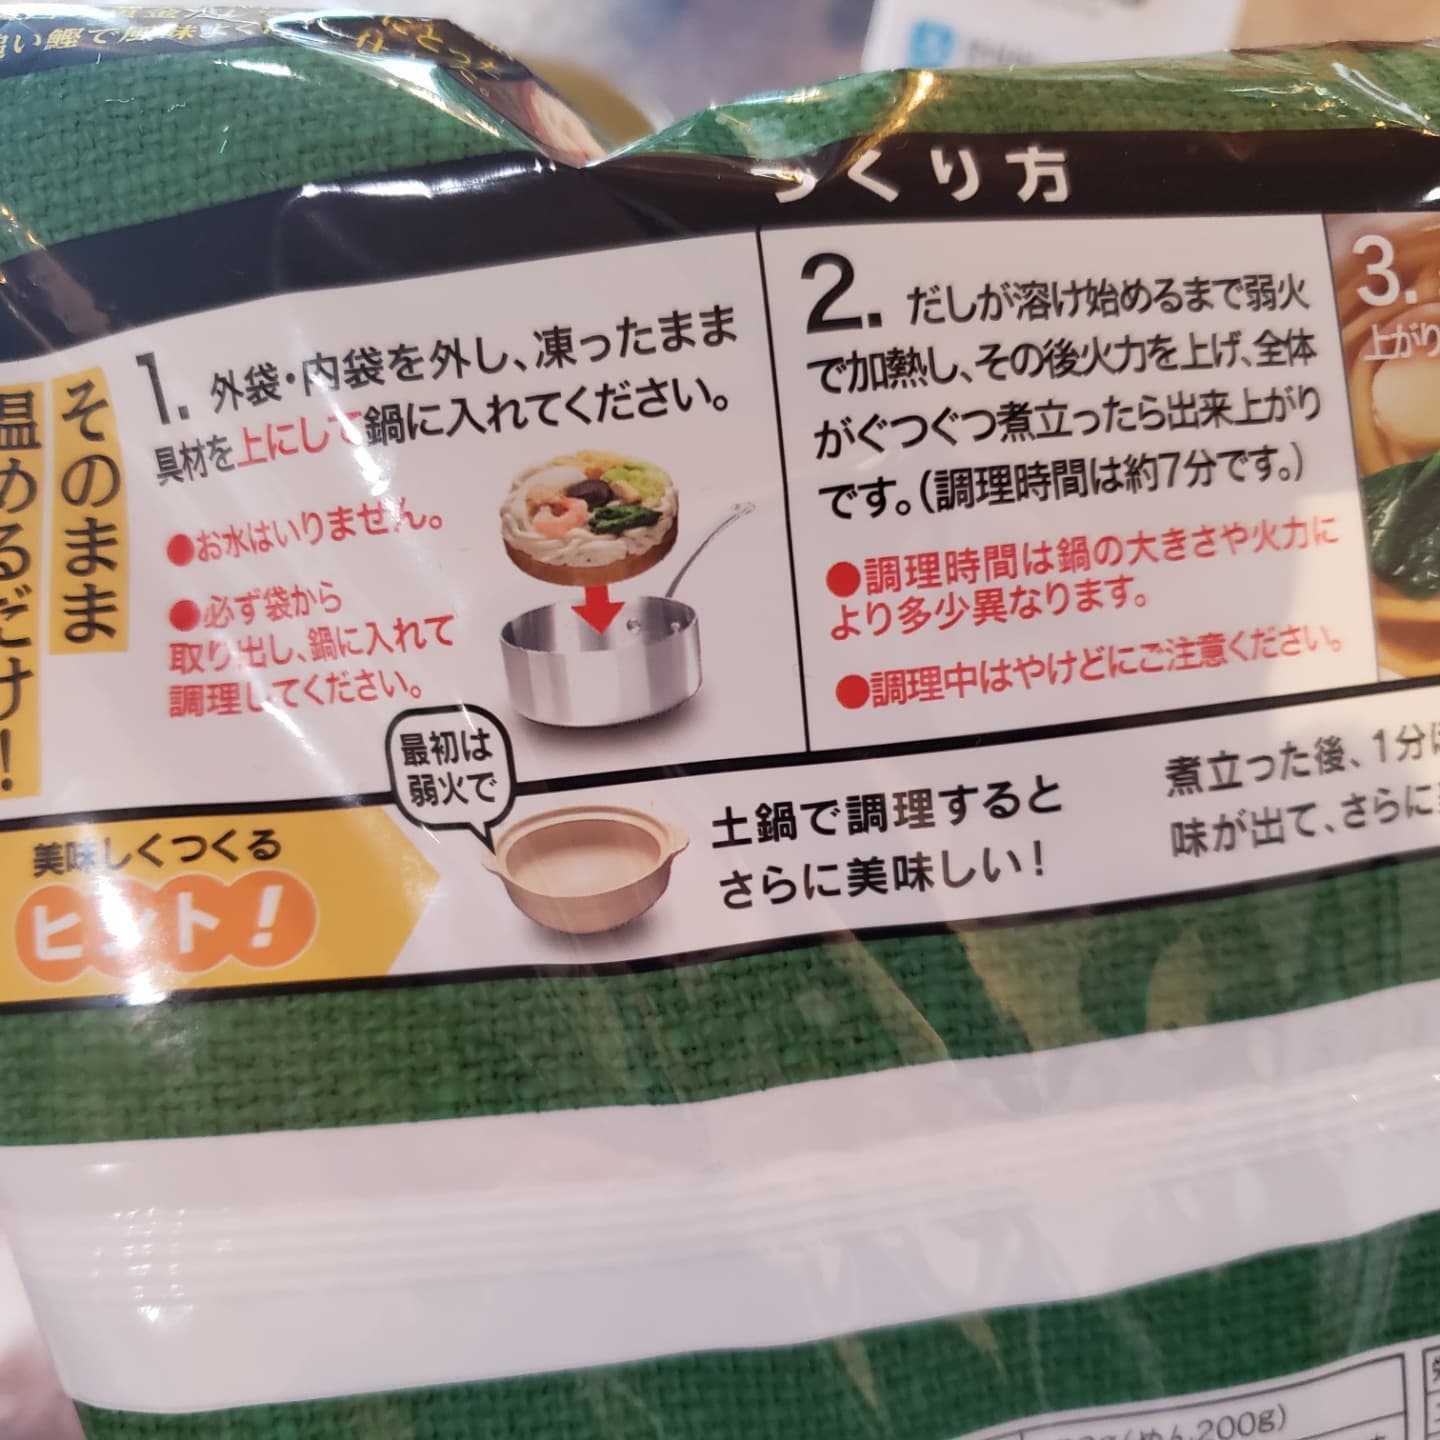 つくり方
そのまま
温めるだけ!
1. 外袋・内袋を外し、凍ったまま
具材を上にして鍋に入れてください。
●お水はいりません。
●必ず袋から
取り出し、鍋に入れて
調理してください。
2. だしが溶け始めるまで弱火
で加熱し、その後火力を上げ、全体
がぐつぐつ煮立ったら出来上がり
です。(調理時間は約7分です。)
●調理時間は鍋の大きさや火力に
より多少異なります。
●調理中はやけどにご注意ください。
3.
上がり
美味しくつくる
ヒント!
最初は
弱火で
土鍋で調理すると
さらに美味しい!
煮立った後、1分
味が出て、さらに
(めん200g)